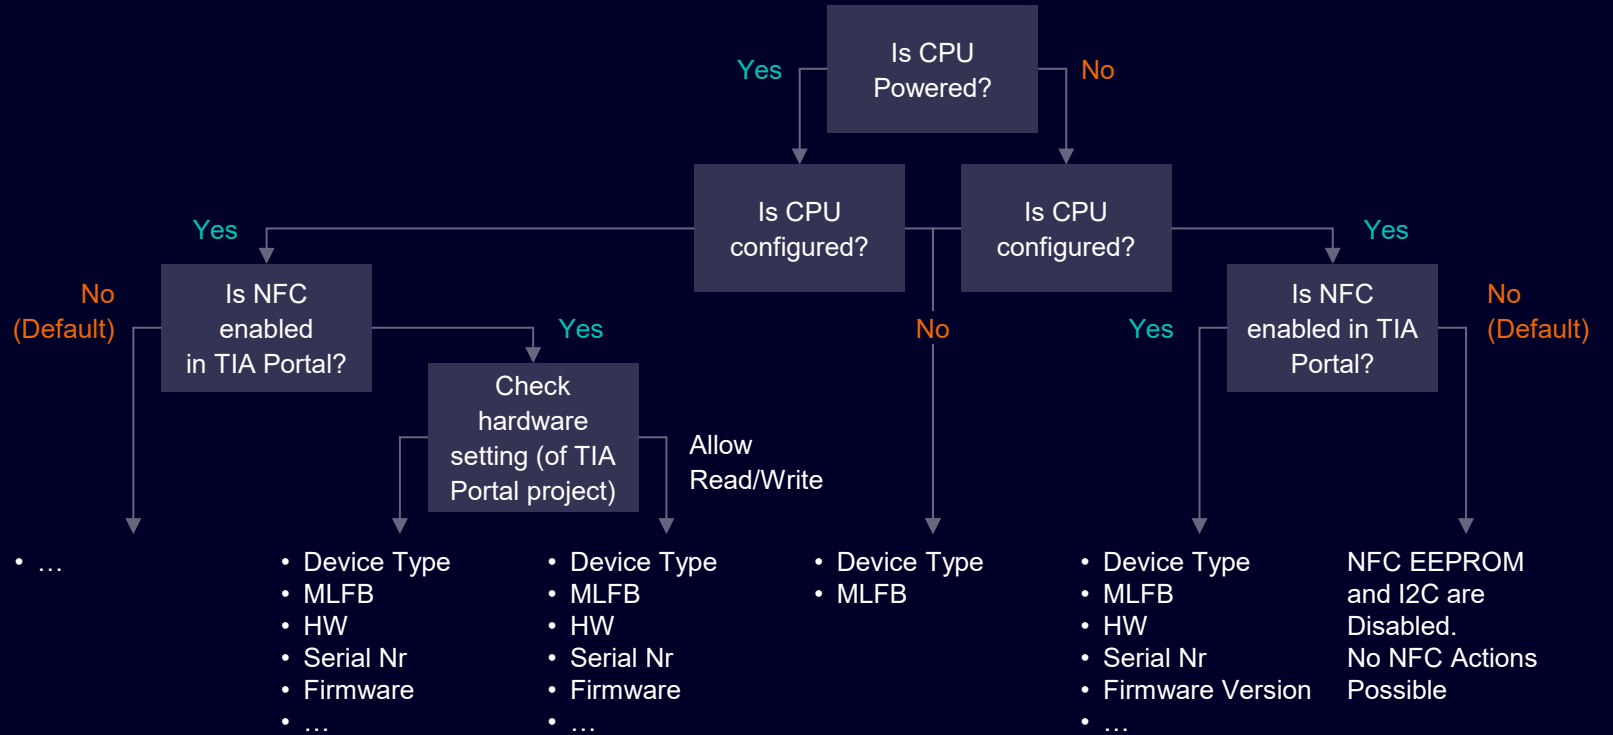 Is CPU
Powered?
Yes
No
Is CPU
configured?
Is CPU
configured?
Yes
Yes
No
(Default)
Is NFC
enabled
in TIA Portal?
Yes
No
Yes
Is NFC
enabled in TIA
Portal?
No
(Default)
Check
hardware
setting (of TIA
Portal project)
Allow
Read/Write
• …
• Device Type
• MLFB
• HW
• Serial Nr
• Firmware
• …
• Device Type
• MLFB
• HW
• Serial Nr
• Firmware
• …
• Device Type
• MLFB
• Device Type
• MLFB
• HW
• Serial Nr
• Firmware Version
• …
NFC EEPROM
and I2C are
Disabled.
No NFC Actions
Possible